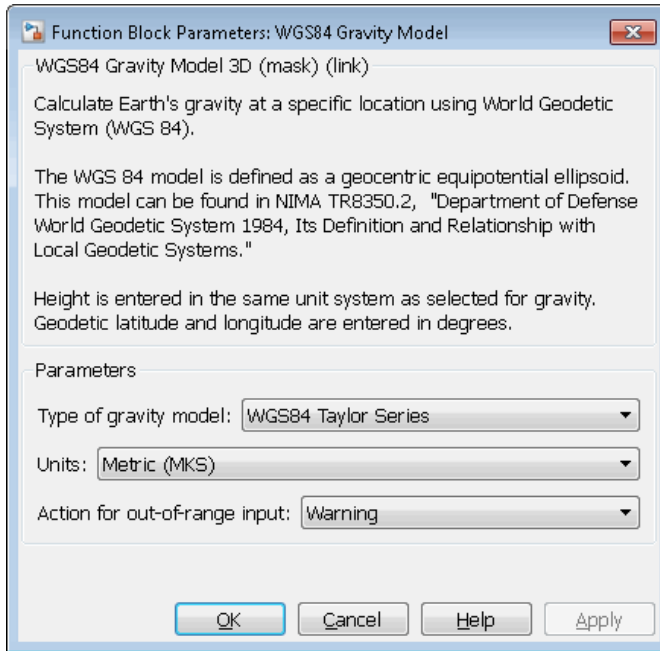 Function Block Parameters: WGS84 Gravity Model
WGS84 Gravity Model 3D (mask) (link)
Calculate Earth's gravity at a specific location using World Geodetic
System (WGS 84).
The WGS 84 model is defined as a geocentric equipotential ellipsoid.
This model can be found in NIMA TR8350.2,  "Department of Defense
World Geodetic System 1984, Its Definition and Relationship with
Local Geodetic Systems."
Height is entered in the same unit system as selected for gravity.
Geodetic latitude and longitude are entered in degrees.
Parameters
Type of gravity model: WGS84 Taylor Series
Units: Metric (MKS)
Action for out-of-range input: Warning
OK Cancel Help Apply